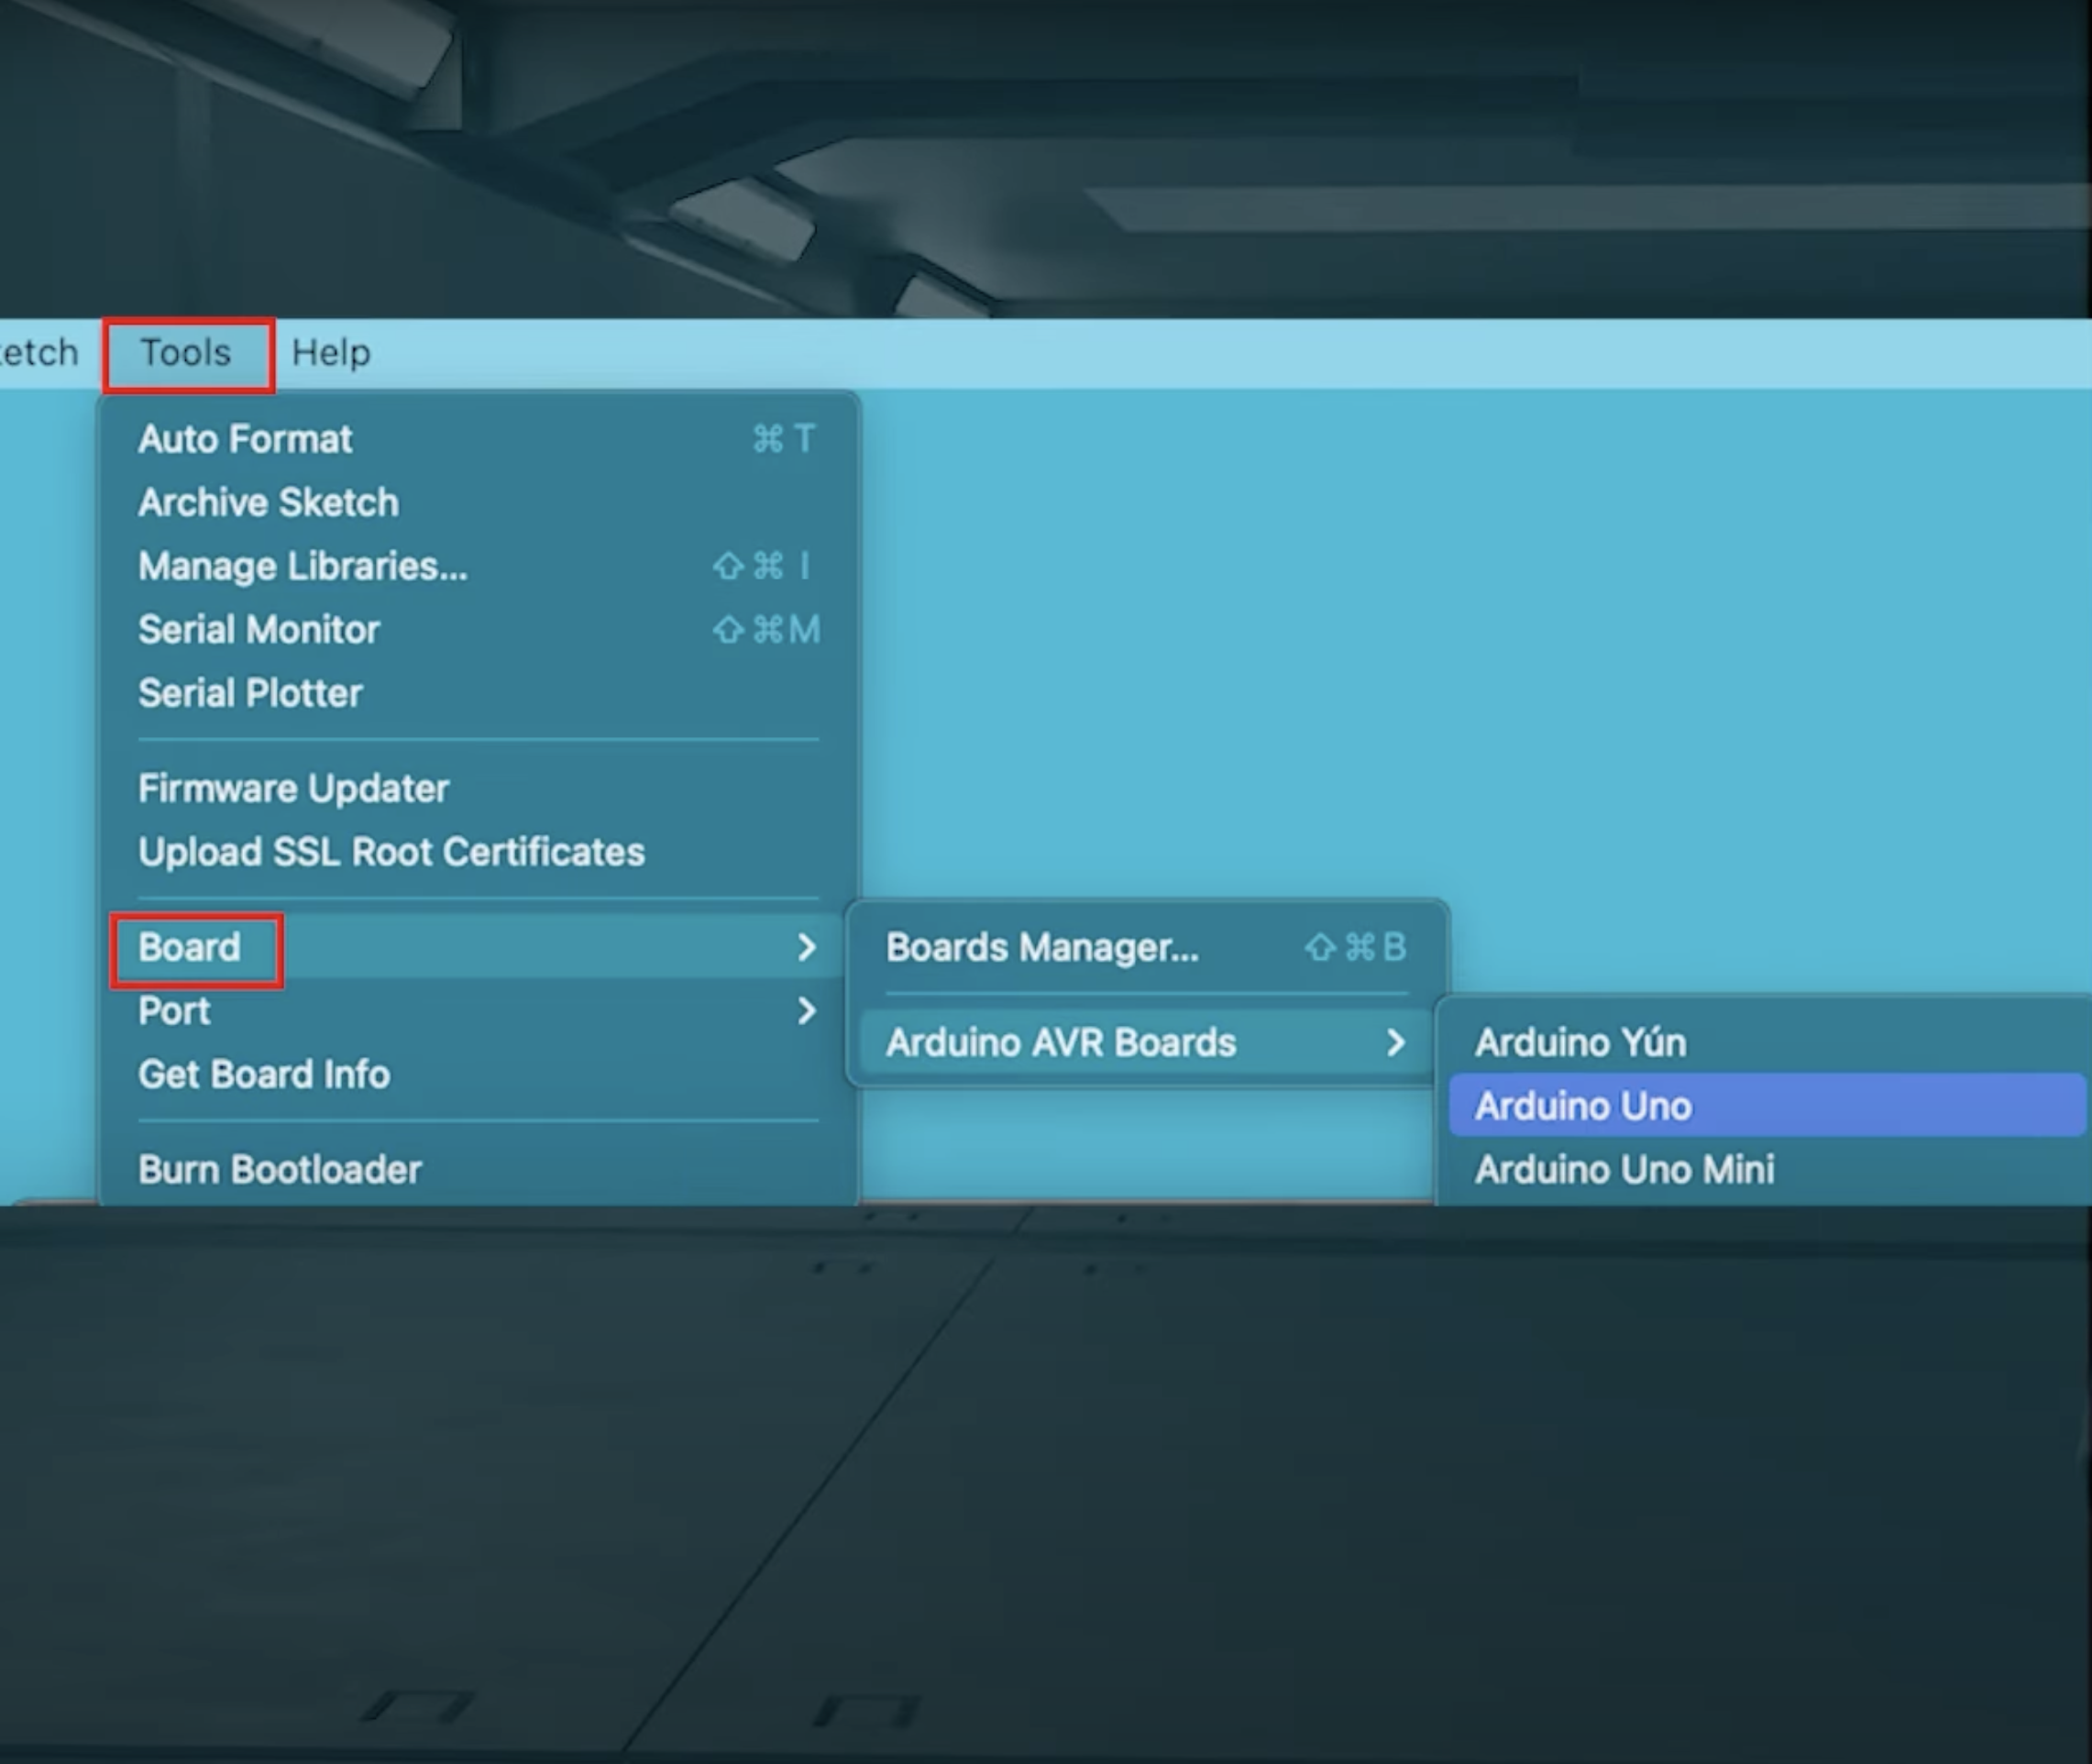 etch Tools Help
Auto Format ⌘ T
Archive Sketch
Manage Libraries... ⇧ ⌘ I
Serial Monitor ⇧ ⌘ M
Serial Plotter
Firmware Updater
Upload SSL Root Certificates
Board > Boards Manager... ⇧ ⌘ B
Port >
Arduino AVR Boards > Arduino Yún
Get Board Info
Arduino Uno
Burn Bootloader
Arduino Uno Mini